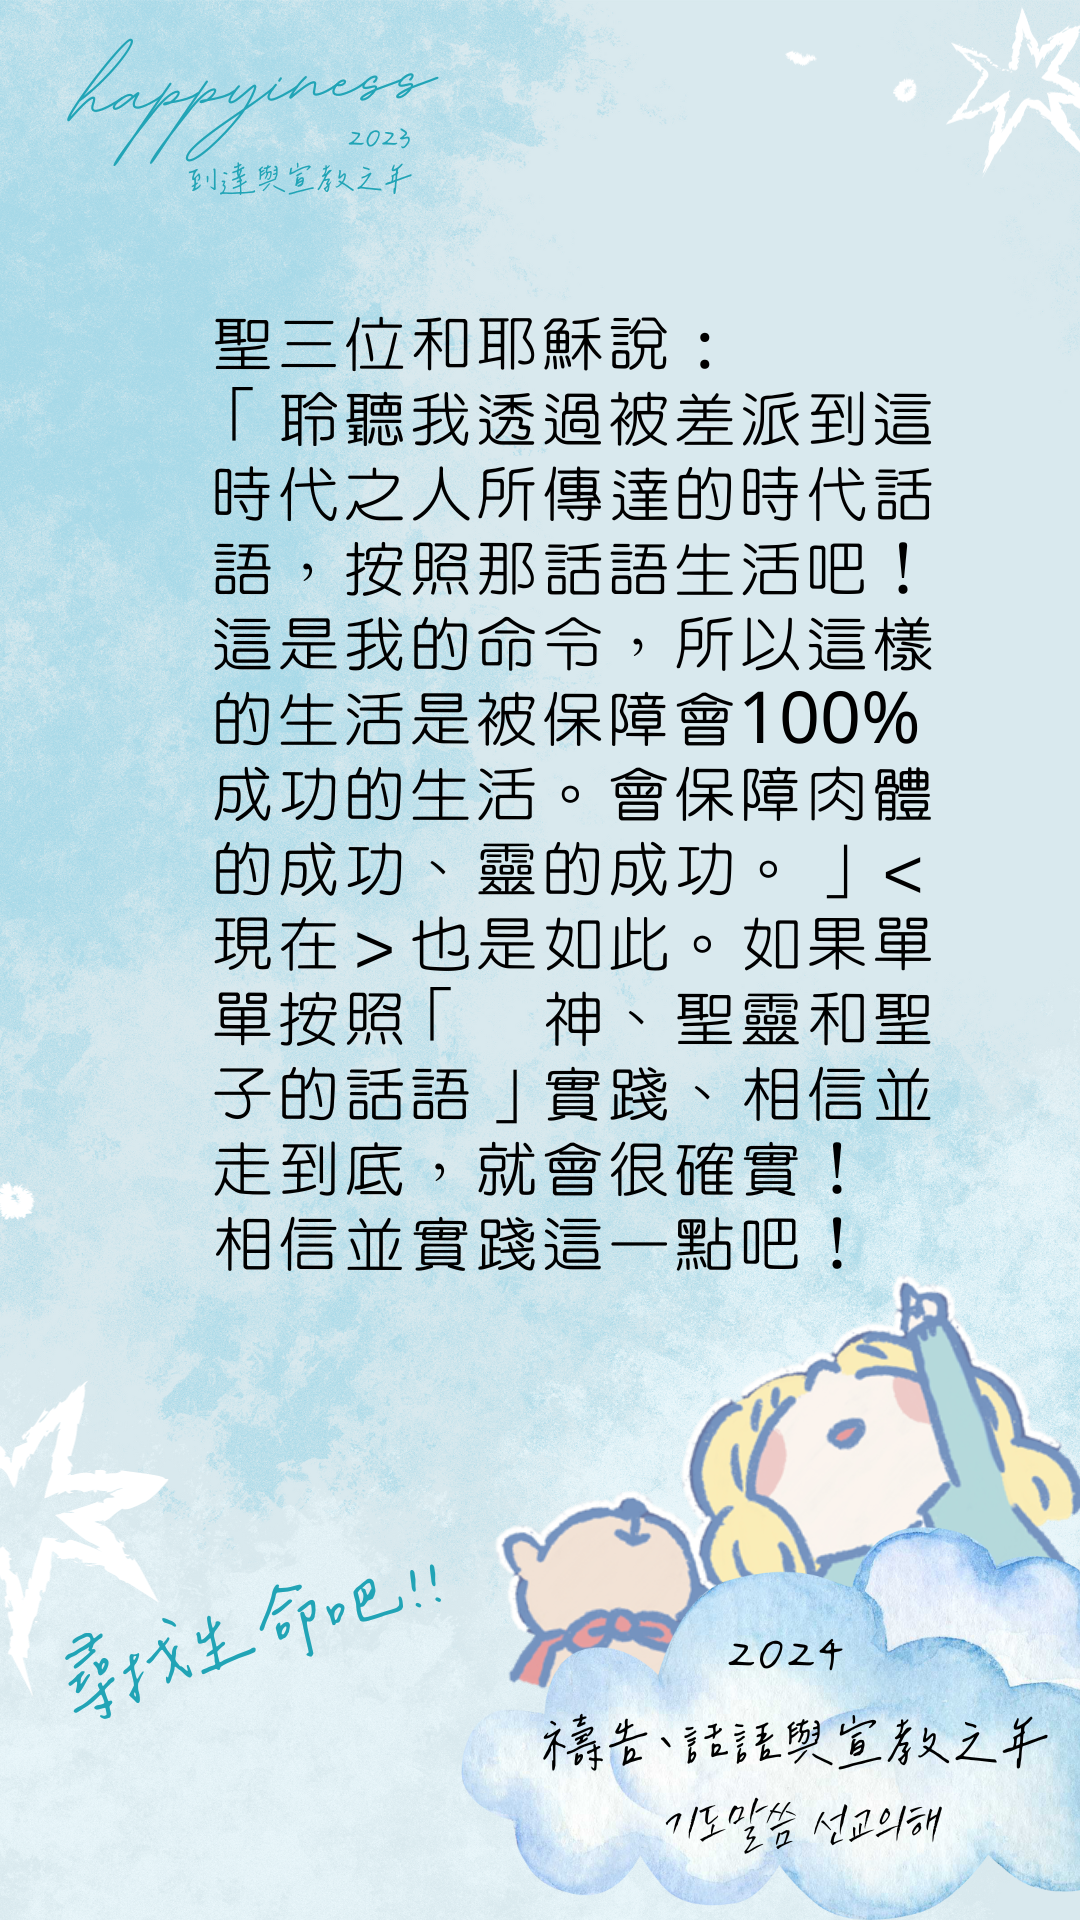 happyiness
2023
到達與宣教之年
聖三位和耶穌說：
「 聆聽我透過被差派到這
時代之人所傳達的時代話
語，按照那話語生活吧！
這是我的命令，所以這樣
的生活是被保障會100%
成功的生活。會保障肉體
的成功、靈的成功。」<
現在＞也是如此。如果單
單按照「　神、聖靈和聖
子的話語」實踐、相信並
走到底，就會很確實！
相信並實踐這一點吧！
尋找生命吧!!
2024
禱告、話語與宣教之年
기도말씀 선교의해